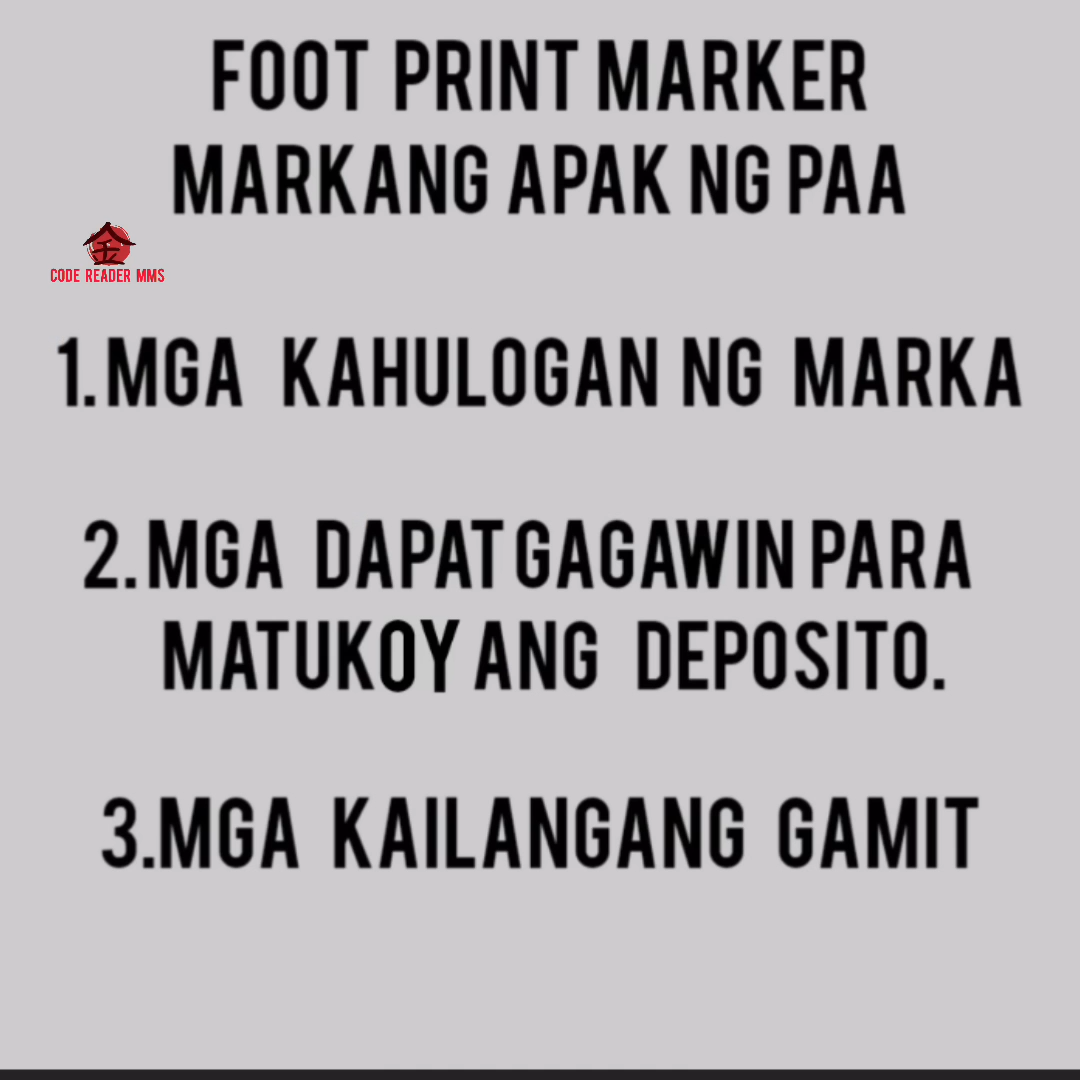 FOOT PRINT MARKER
MARKANG APAK NG PAA
金
CODE READER MMS
1.MGA KAHULOGAN NG MARKA
2.MGA DAPAT GAGAWIN PARA
MATUKOY ANG DEPOSITO.
3.MGA KAILANGANG GAMIT